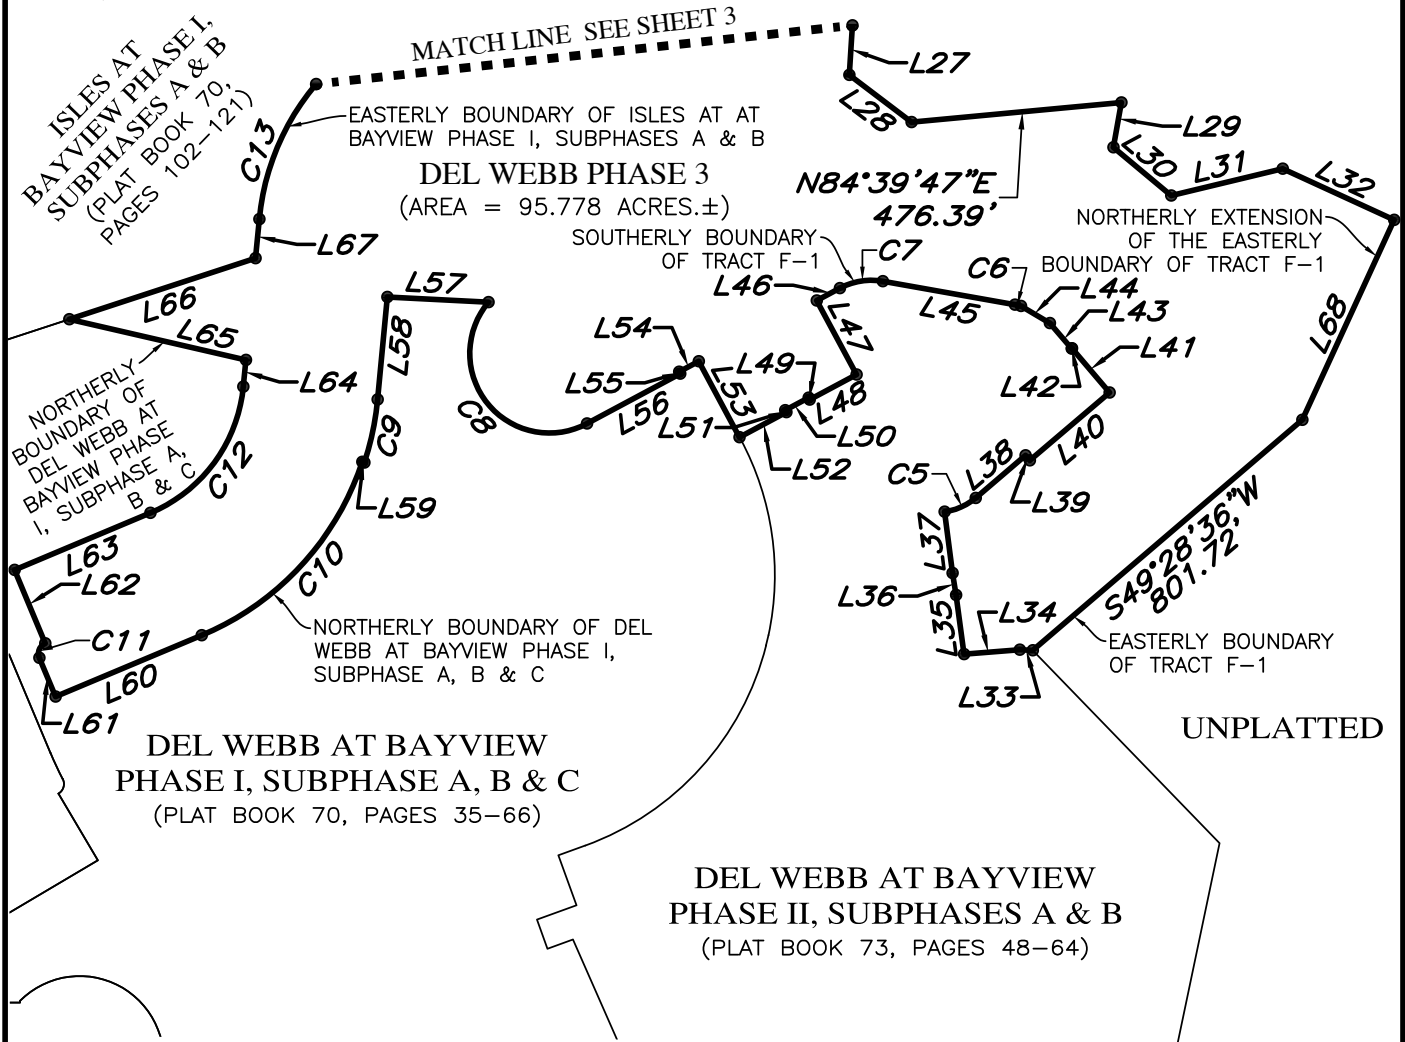 MATCH LINE SEE SHEET 3
ISLES AT
BAYVIEW PHASE I,
SUBPHASES A & B
(PLAT BOOK 70,
PAGES 102-121)
L27
L28
C13
EASTERLY BOUNDARY OF ISLES AT AT
BAYVIEW PHASE I, SUBPHASES A & B
DEL WEBB PHASE 3
(AREA = 95.778 ACRES.±)
N84°39'47"E
476.39'
L29
L30
L31
L32
NORTHERLY EXTENSION
OF THE EASTERLY
BOUNDARY OF TRACT F-1
SOUTHERLY BOUNDARY
OF TRACT F-1
C7
C6
L67
L66
L65
L57
L58
L46
L47
L45
L44
L43
L41
L42
L68
L54
L55
L56
L53
L49
L48
L51
L50
L52
L64
NORTHERLY
BOUNDARY OF
DEL WEBB AT
BAYVIEW PHASE
I, SUBPHASE A,
B & C
C12
C9
C8
L59
C10
L63
L62
C11
L60
L61
C5
L38
L39
L40
L37
L36
L35
L34
L33
S49°28'36"W
801.72'
EASTERLY BOUNDARY
OF TRACT F-1
NORTHERLY BOUNDARY OF DEL
WEBB AT BAYVIEW PHASE I,
SUBPHASE A, B & C
UNPLATTED
DEL WEBB AT BAYVIEW
PHASE I, SUBPHASE A, B & C
(PLAT BOOK 70, PAGES 35-66)
DEL WEBB AT BAYVIEW
PHASE II, SUBPHASES A & B
(PLAT BOOK 73, PAGES 48-64)